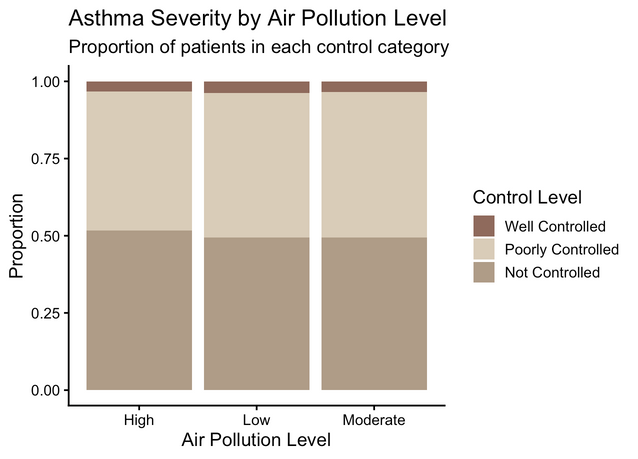 Asthma Severity by Air Pollution Level
Proportion of patients in each control category
1.00
0.75
0.50
0.25
0.00
Proportion
High Low Moderate
Air Pollution Level
Control Level
Well Controlled
Poorly Controlled
Not Controlled